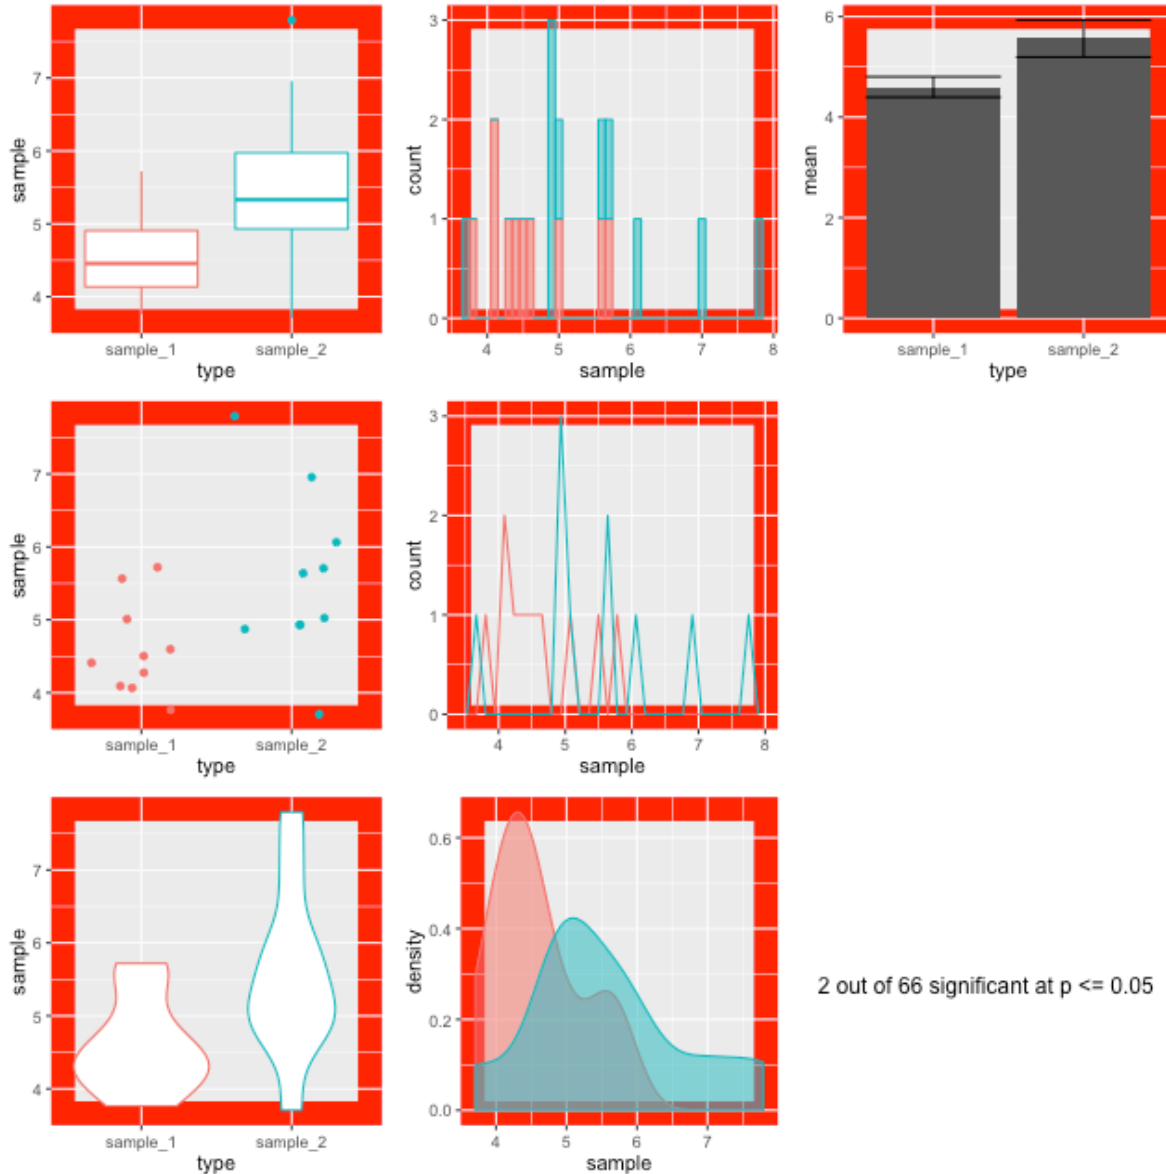 sample
7
6
5
4
sample_1 sample_2
type
count
3
2
1
0
4 5 6 7 8
sample
mean
6
4
2
0
sample_1 sample_2
type
sample
7
6
5
4
sample_1 sample_2
type
count
3
2
1
0
4 5 6 7 8
sample
sample
7
6
5
4
sample_1 sample_2
type
density
0.6
0.4
0.2
0.0
4 5 6 7
sample
2 out of 66 significant at p <= 0.05